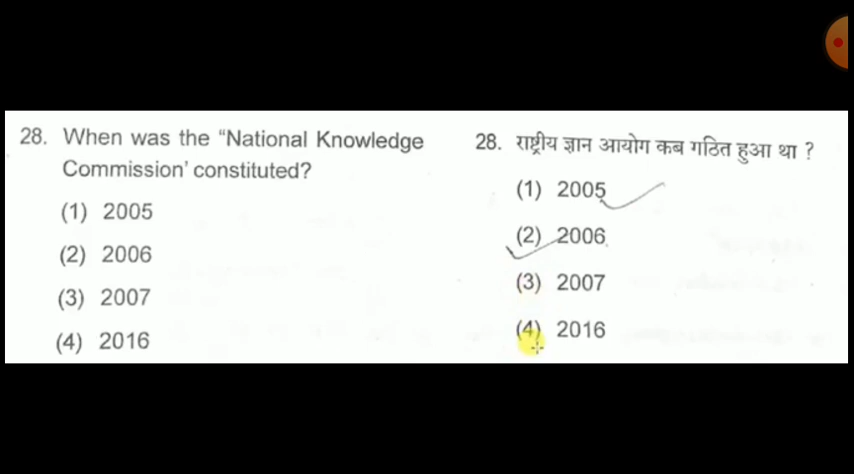 28. When was the “National Knowledge
Commission’ constituted?
(1) 2005
(2) 2006
(3) 2007
(4) 2016
28. राष्ट्रीय ज्ञान आयोग कब गठित हुआ था ?
(1) 2005
(2) 2006
(3) 2007
(4) 2016